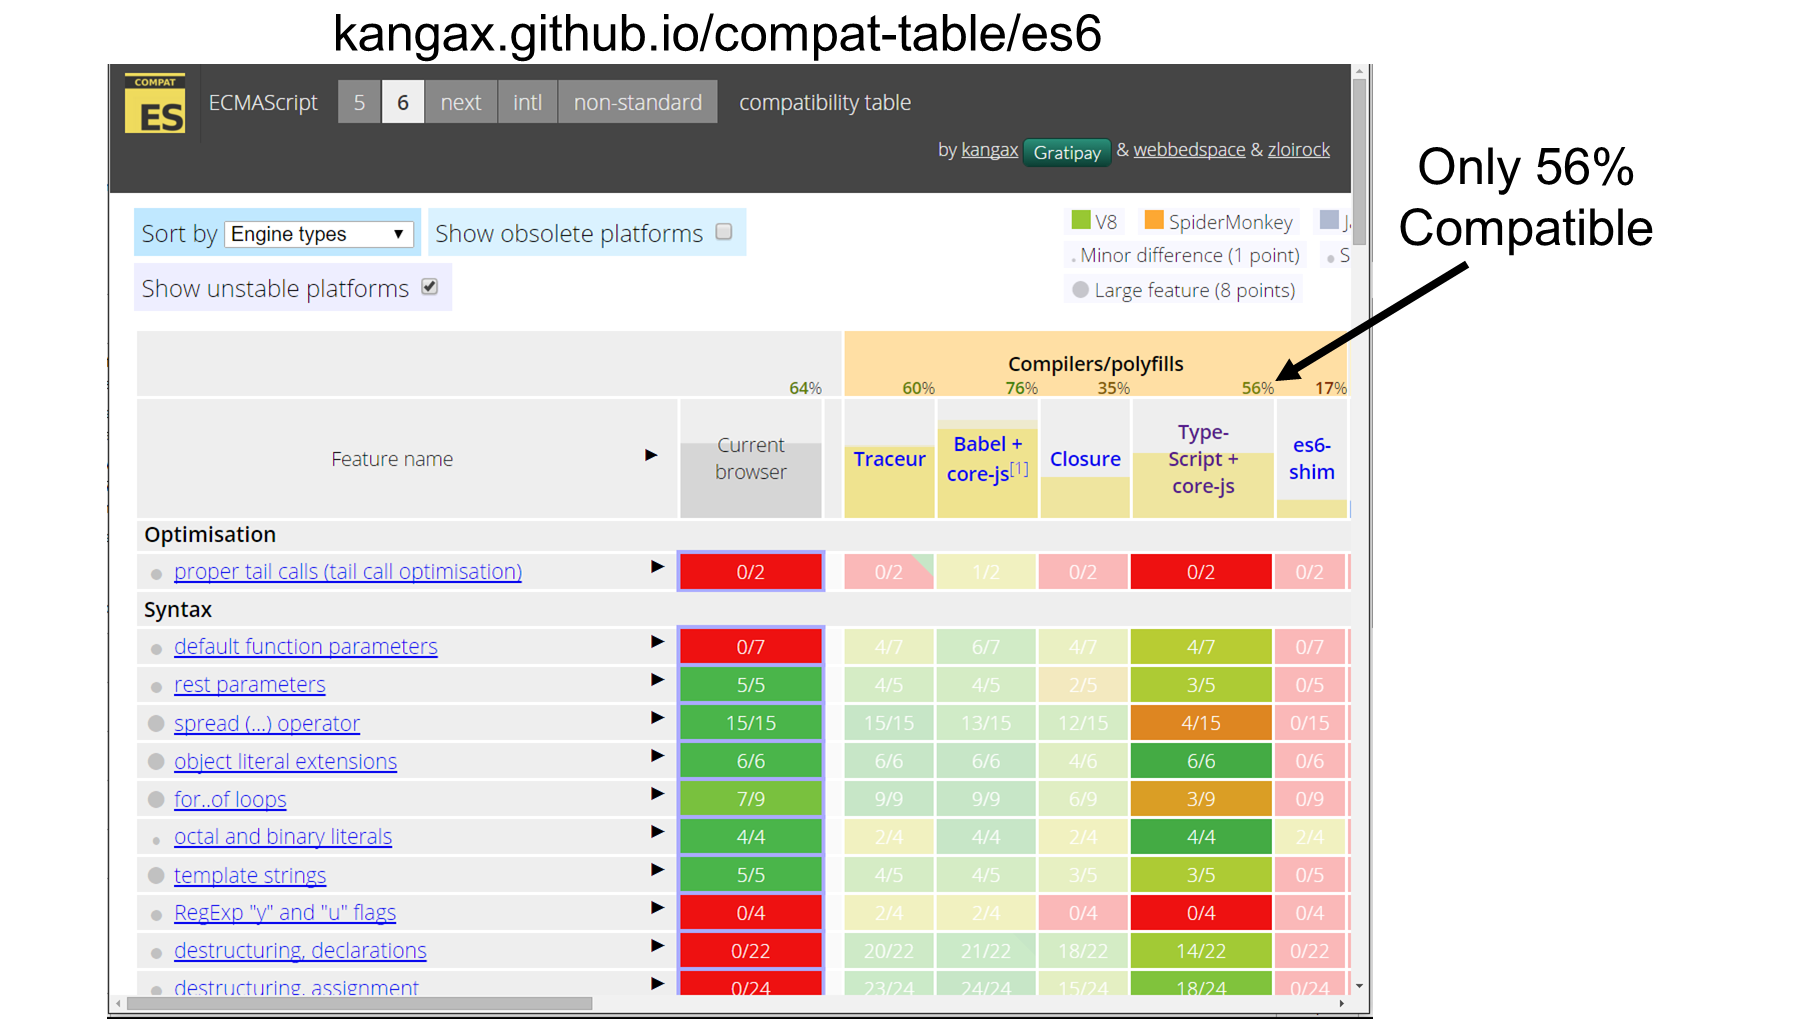 kangax.github.io/compat-table/es6
COMPAT
ES
ECMAScript 5 6 next intl non-standard compatibility table
by kangax Gratipay & webbedspace & zloirock
Only 56%
Compatible
Sort by Engine types ▼ Show obsolete platforms
V8 SpiderMonkey
Minor difference (1 point)
Show unstable platforms
Large feature (8 points)
Compilers/polyfills
64% 60% 76% 35% 56% 17%
Feature name ▶
Current
browser
Traceur
Babel +
core-js[1]
Closure
Type-
Script +
core-js
es6-
shim
Optimisation
proper tail calls (tail call optimisation) ▶ 0/2 0/2 1/2 0/2 0/2 0/2
Syntax
default function parameters ▶ 0/7 4/7 6/7 4/7 4/7 0/7
rest parameters ▶ 5/5 4/5 4/5 2/5 3/5 0/5
spread (...) operator ▶ 15/15 15/15 13/15 12/15 4/15 0/15
object literal extensions ▶ 6/6 6/6 6/6 4/6 6/6 0/6
for..of loops ▶ 7/9 9/9 9/9 6/9 3/9 0/9
octal and binary literals ▶ 4/4 2/4 4/4 2/4 4/4 2/4
template strings ▶ 5/5 4/5 4/5 3/5 3/5 0/5
RegExp "y" and "u" flags ▶ 0/4 2/4 2/4 0/4 0/4 0/4
destructuring, declarations ▶ 0/22 20/22 21/22 18/22 14/22 0/22
destructuring, assignment ▶ 0/24 23/24 24/24 15/24 18/24 0/24